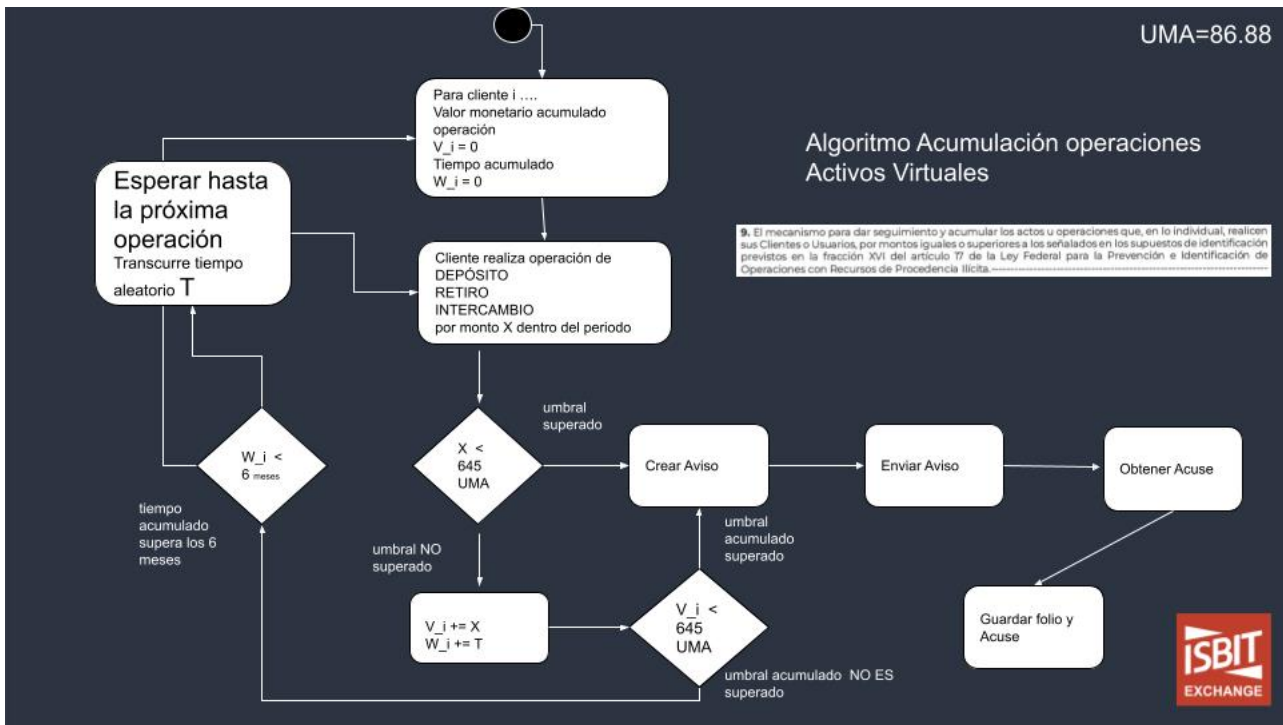 UMA=86.88
Para cliente i ....
Valor monetario acumulado
operación
V_i = 0
Tiempo acumulado
W_i = 0
Algoritmo Acumulación operaciones
Activos Virtuales
Esperar hasta
la próxima
operación
Transcurre tiempo
aleatorio T
9. El mecanismo para dar seguimiento y acumular los actos u operaciones que, en lo individual, realicen
sus Clientes o Usuarios, por montos iguales o superiores a los señalados en los supuestos de identificación
previstos en la fracción XVI del artículo 17 de la Ley Federal para la Prevención e Identificación de
Operaciones con Recursos de Procedencia Ilícita.
Cliente realiza operación de
DEPÓSITO
RETIRO
INTERCAMBIO
por monto X dentro del periodo
umbral
superado
W_i <
6 meses
X <
645
UMA
Crear Aviso
Enviar Aviso
Obtener Acuse
tiempo
acumulado
supera los 6
meses
umbral NO
superado
umbral
acumulado
superado
V_i += X
W_i += T
V_i <
645
UMA
Guardar folio y
Acuse
umbral acumulado NO ES
superado
ISBIT
EXCHANGE